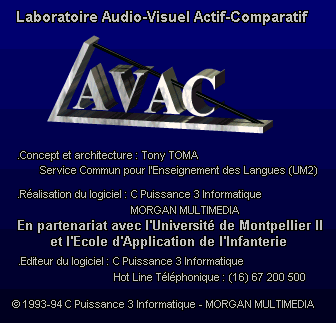 Laboratoire Audio-Visuel Actif-Comparatif
AVAC
.Concept et architecture : Tony TOMA
Service Commun pour l'Enseignement des Langues (UM2)
.Réalisation du logiciel : C Puissance 3 Informatique
MORGAN MULTIMEDIA
En partenariat avec l'Université de Montpellier II
et l'Ecole d'Application de l'Infanterie
.Editeur du logiciel : C Puissance 3 Informatique
Hot Line Téléphonique : (16) 67 200 500
© 1993-94 C Puissance 3 Informatique - MORGAN MULTIMEDIA